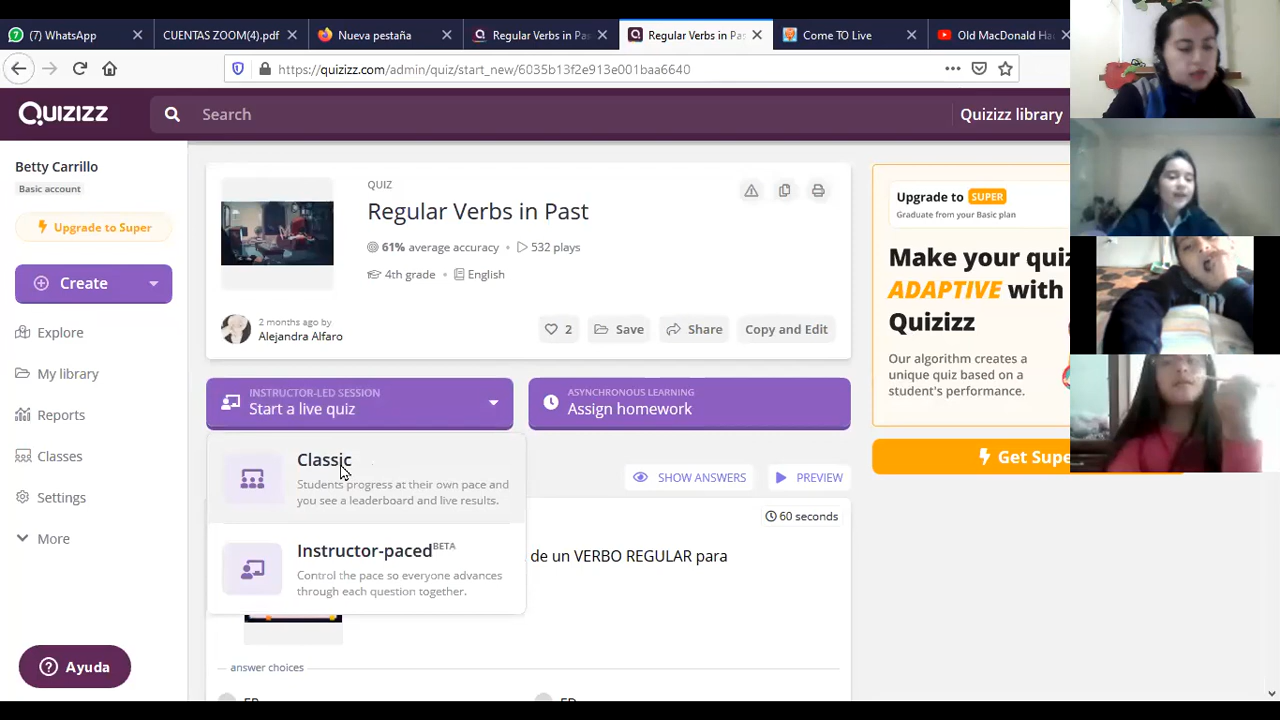 (7) WhatsApp
CUENTAS ZOOM(4).pdf
Nueva pestaña
Regular Verbs in Pas
Regular Verbs in Pas
Come TO Live
Old MacDonald Ha
https://quizizz.com/admin/quiz/start_new/6035b13f2e913e001baa6640
QUIZIZZ
Search
Quizizz library
Betty Carrillo
Basic account
Upgrade to Super
Create
Explore
My library
Reports
Classes
Settings
More
Ayuda
QUIZ
Regular Verbs in Past
61% average accuracy • 532 plays
4th grade • English
2 months ago by
Alejandra Alfaro
2
Save
Share
Copy and Edit
INSTRUCTOR-LED SESSION
Start a live quiz
ASYNCHRONOUS LEARNING
Assign homework
Classic
Students progress at their own pace and
you see a leaderboard and live results.
Instructor-paced BETA
Control the pace so everyone advances
through each question together.
SHOW ANSWERS
PREVIEW
60 seconds
de un VERBO REGULAR para
answer choices
Upgrade to SUPER
Graduate from your Basic plan
Make your quiz
ADAPTIVE with
Quizizz
Our algorithm creates a
unique quiz based on a
student's performance.
Get Supe